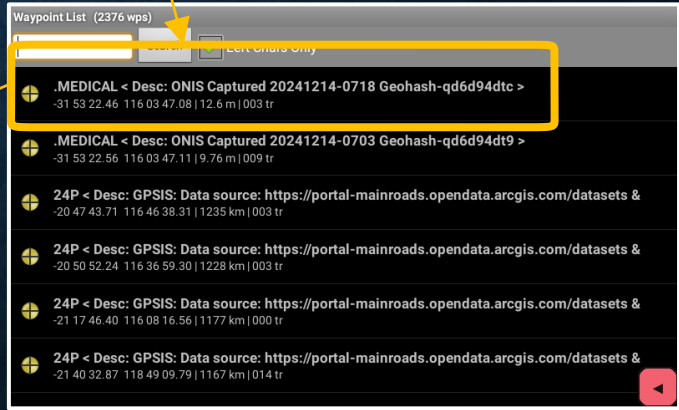 Waypoint List (2376 wps)
Search Left Chars Only
.MEDICAL < Desc: ONIS Captured 20241214-0718 Geohash-qd6d94dtc >
-31 53 22.46 116 03 47.08 | 12.6 m | 003 tr
.MEDICAL < Desc: ONIS Captured 20241214-0703 Geohash-qd6d94dt9 >
-31 53 22.56 116 03 47.11 | 9.76 m | 009 tr
24P < Desc: GPSIS: Data source: https://portal-mainroads.opendata.arcgis.com/datasets &
-20 47 43.71 116 46 38.31 | 1235 km | 003 tr
24P < Desc: GPSIS: Data source: https://portal-mainroads.opendata.arcgis.com/datasets &
-20 50 52.24 116 36 59.30 | 1228 km | 003 tr
24P < Desc: GPSIS: Data source: https://portal-mainroads.opendata.arcgis.com/datasets &
-21 17 46.40 116 08 16.56 | 1177 km | 000 tr
24P < Desc: GPSIS: Data source: https://portal-mainroads.opendata.arcgis.com/datasets &
-21 40 32.87 118 49 09.79 | 1167 km | 014 tr